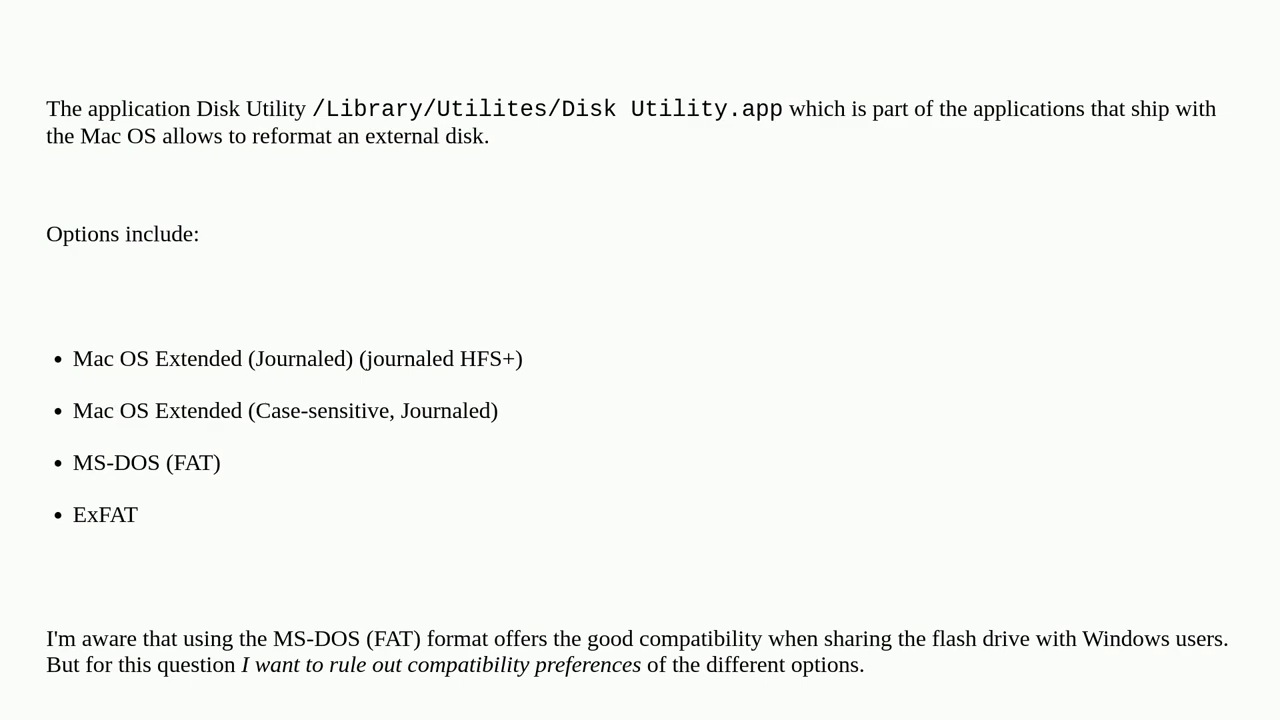 The application Disk Utility /Library/Utilites/Disk Utility.app which is part of the applications that ship with
the Mac OS allows to reformat an external disk.
Options include:
• Mac OS Extended (Journaled) (journaled HFS+)
• Mac OS Extended (Case-sensitive, Journaled)
• MS-DOS (FAT)
• ExFAT
I'm aware that using the MS-DOS (FAT) format offers the good compatibility when sharing the flash drive with Windows users.
But for this question I want to rule out compatibility preferences of the different options.